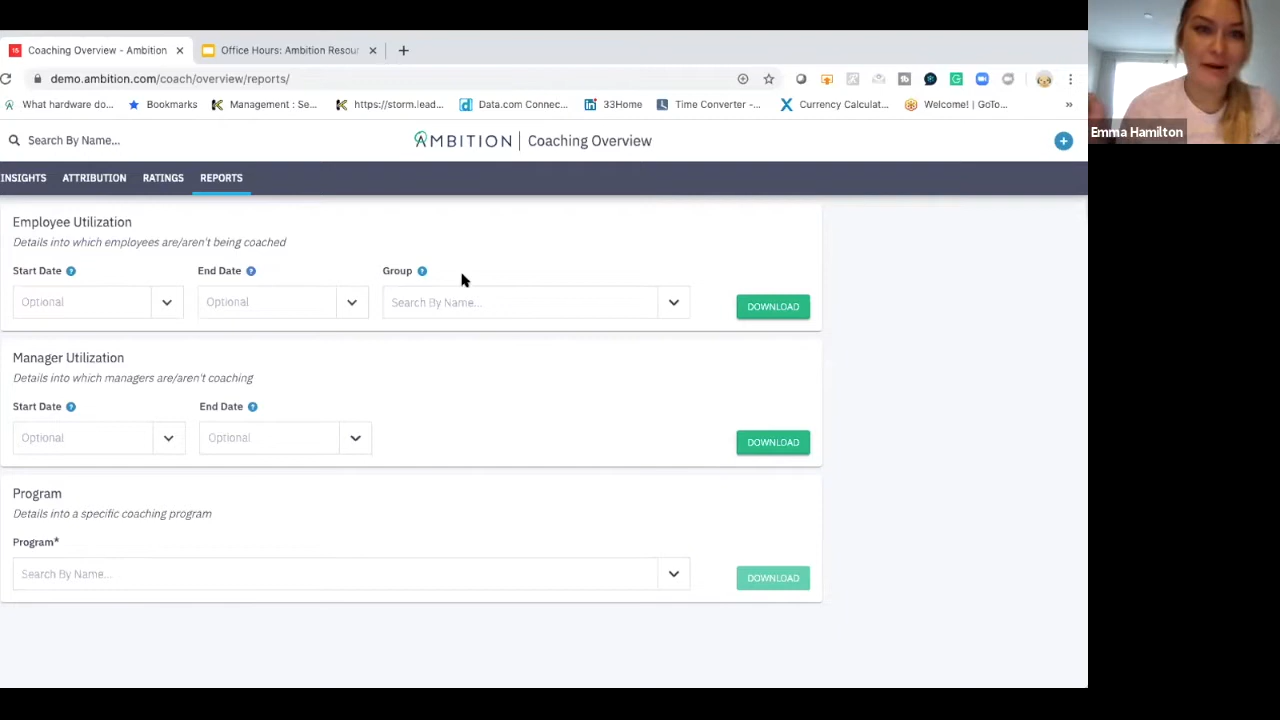 Coaching Overview - Ambition
Office Hours: Ambition Resour
demo.ambition.com/coach/overview/reports/
What hardware do...
Bookmarks
Management : Se...
https://storm.lead...
Data.com Connec...
33Home
Time Converter -...
Currency Calculat...
Welcome! | GoTo...
»
Emma Hamilton
Search By Name...
AMBITION | Coaching Overview
INSIGHTS ATTRIBUTION RATINGS REPORTS
Employee Utilization
Details into which employees are/aren't being coached
Start Date ? End Date ? Group ?
Optional Optional Search By Name...
DOWNLOAD
Manager Utilization
Details into which managers are/aren't coaching
Start Date ? End Date ?
Optional Optional
DOWNLOAD
Program
Details into a specific coaching program
Program*
Search By Name...
DOWNLOAD